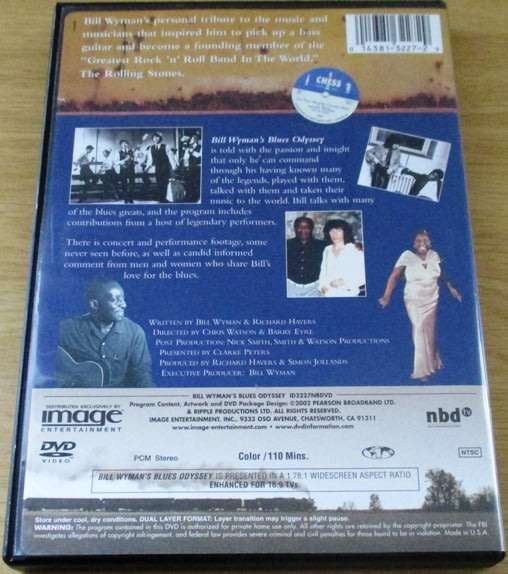 Bill Wyman's personal tribute to the music and
musicians that inspired him to pick up a bass
guitar and become a founding member of the
"Greatest Rock 'n' Roll Band In The World,"
The Rolling Stones.
0 14381-3227-2 9
CHESS
Bill Wyman's Blues Odyssey
is told with the passion and insight
that only he can command
through his having known many
of the legends, played with them,
talked with them and taken their
music to the world. Bill talks with many
of the blues greats, and the program includes
contributions from a host of legendary performers.
There is concert and performance footage, some
never seen before, as well as candid informed
comment from men and women who share Bill's
love for the blues.
Written by Bill Wyman & Richard Havers
Directed by Chris Watson & Barry Eyre
Post Production: Nick Smith, Smith & Watson Productions
Presented by Clarke Peters
Produced by Richard Havers & Simon Jollands
Executive Producer: Bill Wyman
DISTRIBUTED EXCLUSIVELY BY
image
ENTERTAINMENT
BILL WYMAN'S BLUES ODYSSEY ID3227NBDVD
Program Content, Artwork and DVD Package Design: ©2002 PEARSON BROADBAND LTD.
& RIPPLE PRODUCTIONS LTD. ALL RIGHTS RESERVED.
IMAGE ENTERTAINMENT, INC., 9333 OSO AVENUE, CHATSWORTH, CA 91311
www.image-entertainment.com • www.dvdinformation.com
nbd tv
DVD
VIDEO
PCM Stereo
Color /110 Mins.
NTSC
BILL WYMAN'S BLUES ODYSSEY IS PRESENTED IN A 1.78:1 WIDESCREEN ASPECT RATIO
ENHANCED FOR 16:9 TVs
Store under cool, dry conditions. DUAL LAYER FORMAT: Layer transition may trigger a slight pause.
WARNING: The program contained in this DVD is authorized for private home use only. All other rights are retained by the copyright proprietor. The FBI
investigates allegations of copyright infringement, and federal law provides severe criminal and civil penalties for those found to be in violation. Made in U.S.A.